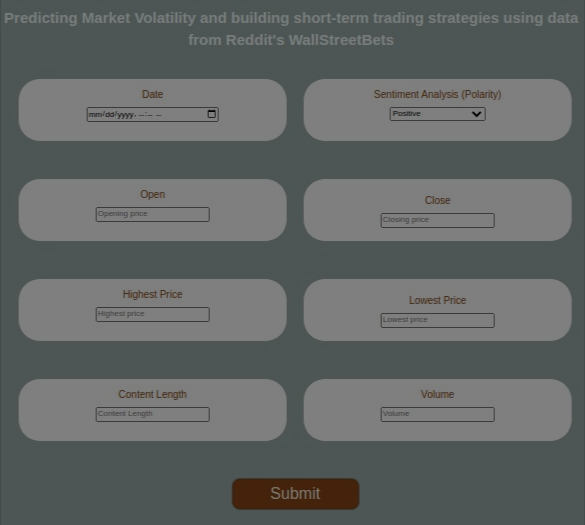 Predicting Market Volatility and building short-term trading strategies using data
from Reddit's WallStreetBets
Date
mm/dd/yyyy, --:-- --
Sentiment Analysis (Polarity)
Positive
Open
Opening price
Close
Closing price
Highest Price
Highest price
Lowest Price
Lowest price
Content Length
Content Length
Volume
Volume
Submit